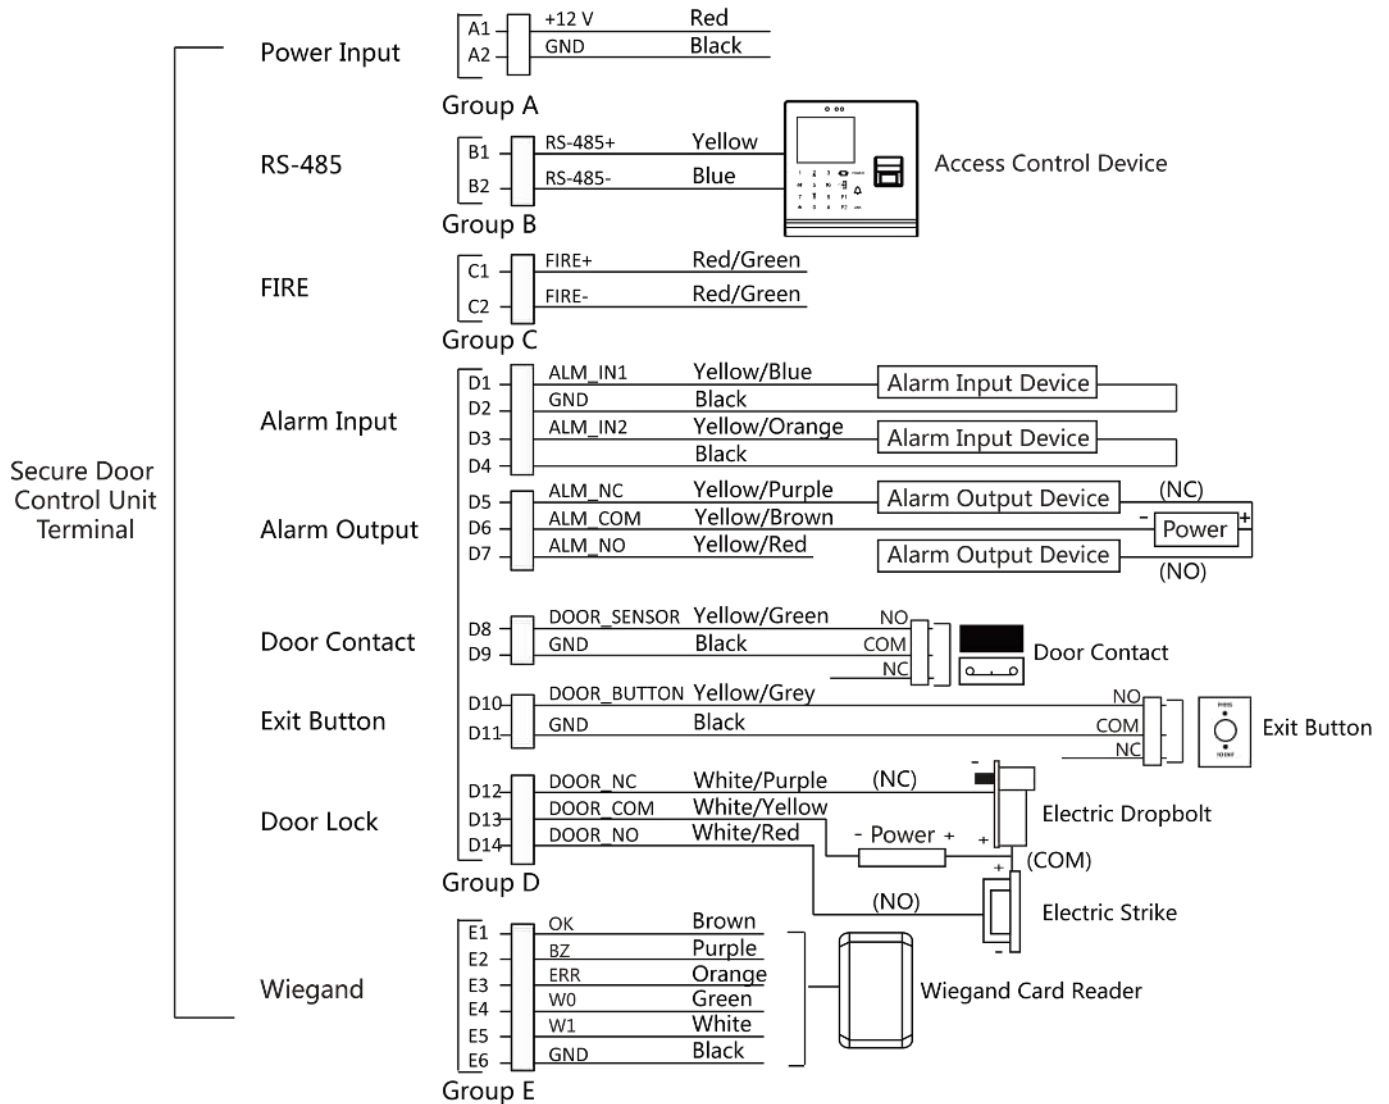 Secure Door
Control Unit
Terminal
Power Input
A1 +12 V Red
A2 GND Black
Group A
RS-485
B1 RS-485+ Yellow
B2 RS-485- Blue
Access Control Device
Group B
FIRE
C1 FIRE+ Red/Green
C2 FIRE- Red/Green
Group C
Alarm Input
D1 ALM_IN1 Yellow/Blue Alarm Input Device
D2 GND Black
D3 ALM_IN2 Yellow/Orange Alarm Input Device
D4 Black
Alarm Output
D5 ALM_NC Yellow/Purple Alarm Output Device (NC)
D6 ALM_COM Yellow/Brown - Power +
D7 ALM_NO Yellow/Red Alarm Output Device
(NO)
Door Contact
D8 DOOR_SENSOR Yellow/Green NO
D9 GND Black COM
NC
Door Contact
Exit Button
D10 DOOR_BUTTON Yellow/Grey NO
D11 GND Black COM
NC
Exit Button
Door Lock
D12 DOOR_NC White/Purple (NC) -
D13 DOOR_COM White/Yellow
D14 DOOR_NO White/Red - Power + +
Electric Dropbolt
(COM)
+
(NO)
Electric Strike
-
Group D
Wiegand
E1 OK Brown
E2 BZ Purple
E3 ERR Orange
E4 W0 Green
E5 W1 White
E6 GND Black
Wiegand Card Reader
Group E